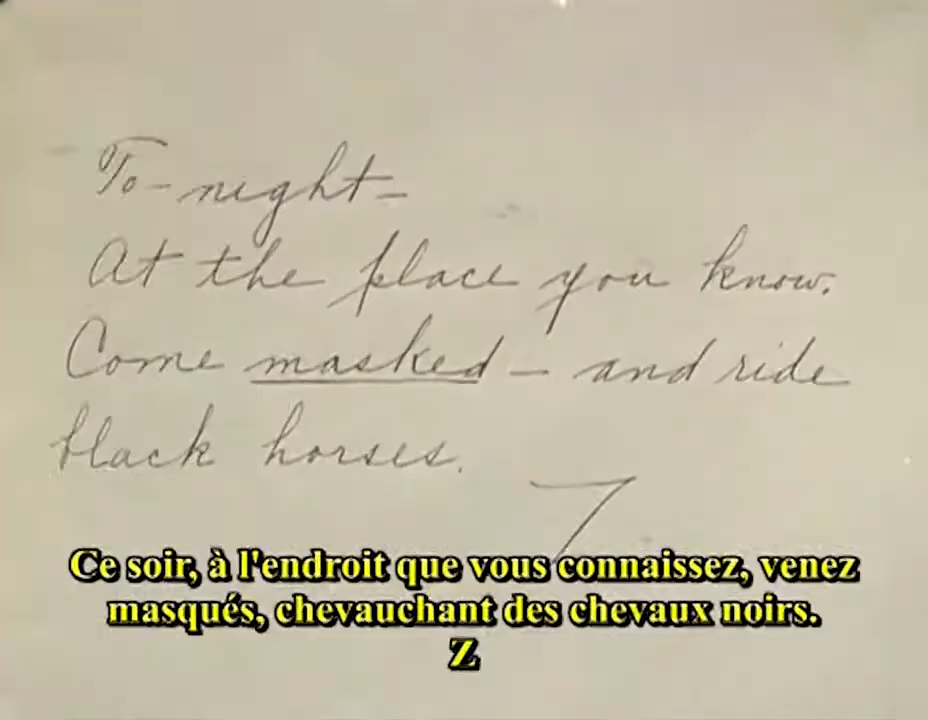 To-night-
At the place you know.
Come masked - and ride
black horses.
Z
Ce soir, à l'endroit que vous connaissez, venez
masqués, chevauchant des chevaux noirs.
Z